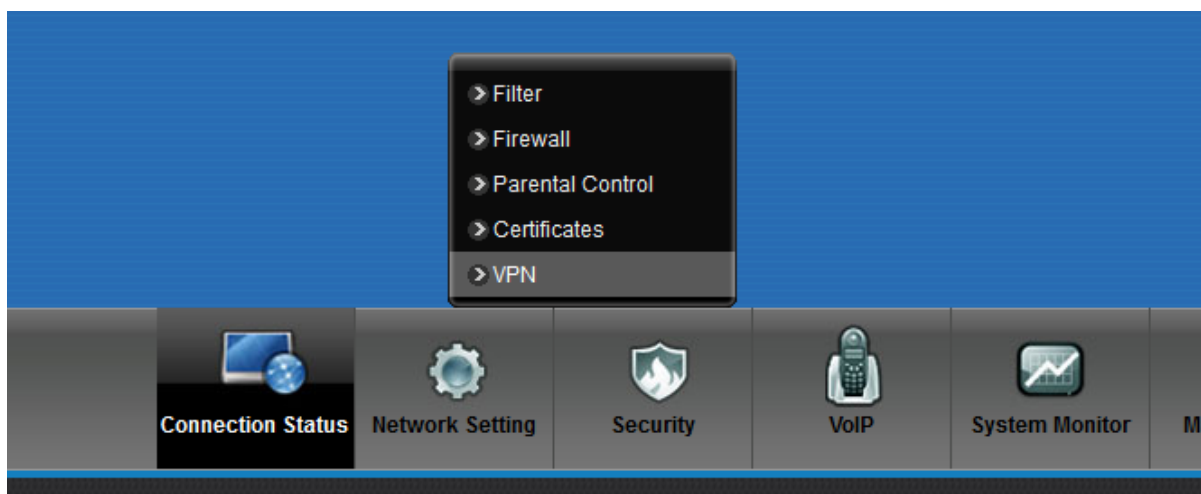 Filter
Firewall
Parental Control
Certificates
VPN
Connection Status
Network Setting
Security
VoIP
System Monitor
M